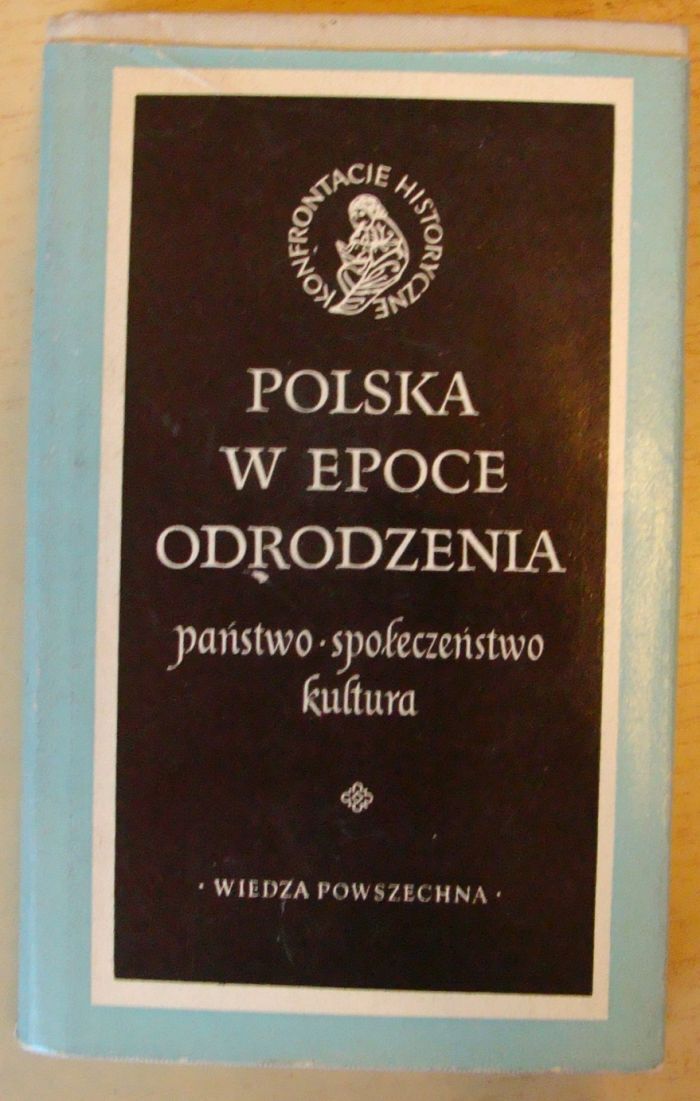 KONFRONTACJE HISTORYCZNE
POLSKA
W EPOCE
ODRODZENIA
państwo · społeczeństwo
kultura
· WIEDZA POWSZECHNA ·